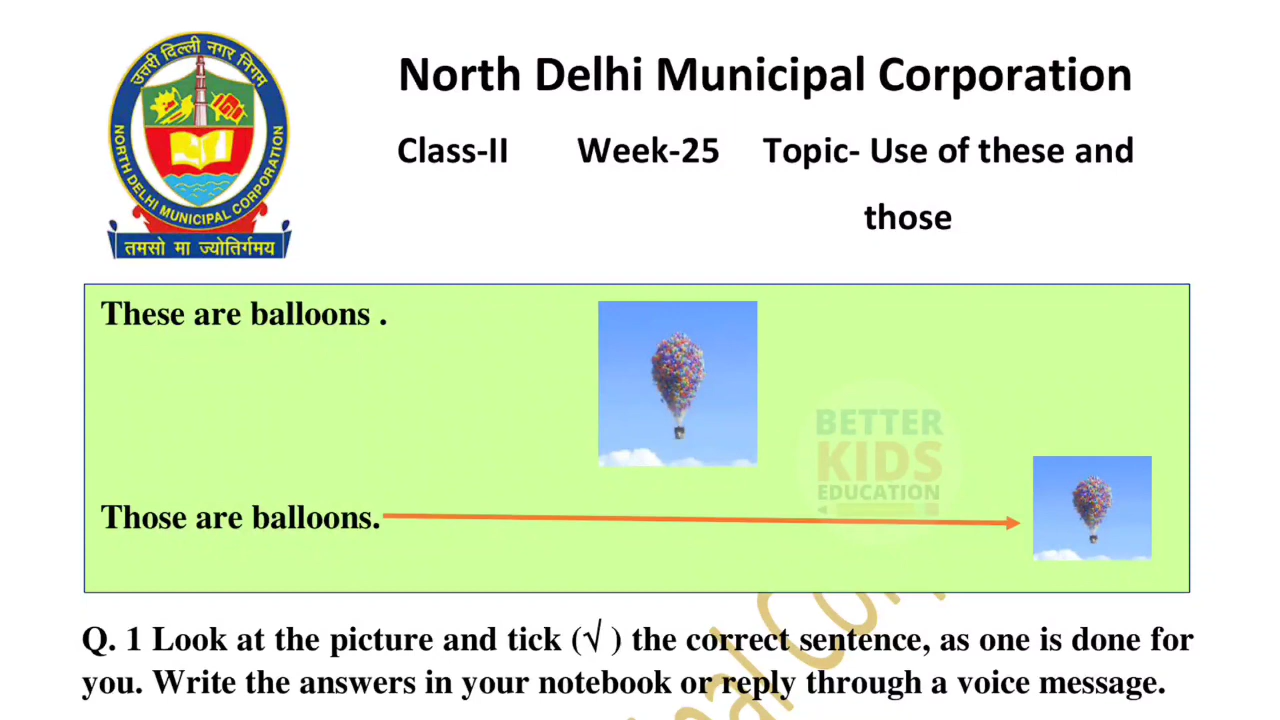 उत्तरी दिल्ली नगर निगम
NORTH DELHI MUNICIPAL CORPORATION
तमसो मा ज्योतिर्गमय
North Delhi Municipal Corporation
Class-II Week-25 Topic- Use of these and
those
These are balloons .
BETTER
KIDS
EDUCATION
Those are balloons.
Q. 1 Look at the picture and tick (√ ) the correct sentence, as one is done for
you. Write the answers in your notebook or reply through a voice message.